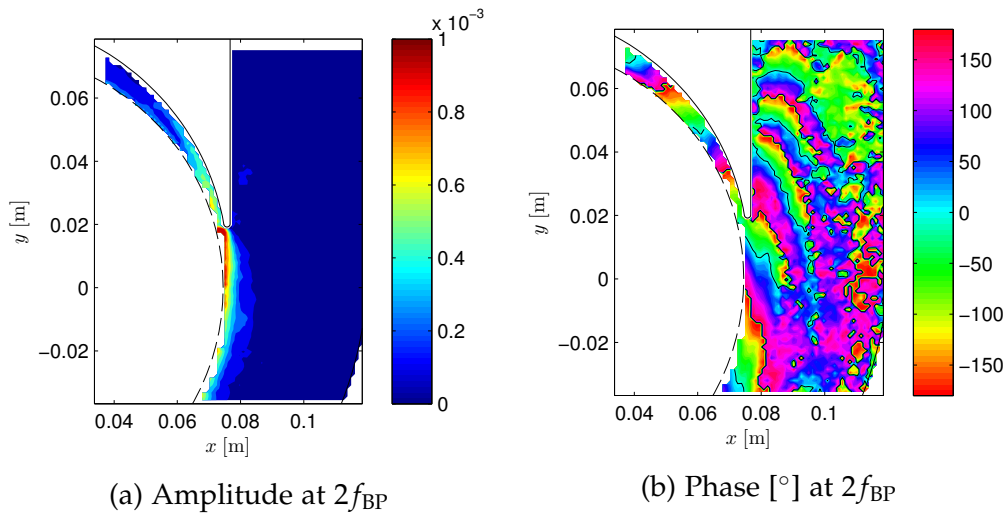 x 10⁻³
1
0.8
0.6
0.4
0.2
0
0.06
0.04
0.02
0
−0.02
y [m]
0.04 0.06 0.08 0.1
x [m]
(a) Amplitude at 2f_BP
150
100
50
0
−50
−100
−150
0.06
0.04
0.02
0
−0.02
y [m]
0.04 0.06 0.08 0.1
x [m]
(b) Phase [°] at 2f_BP